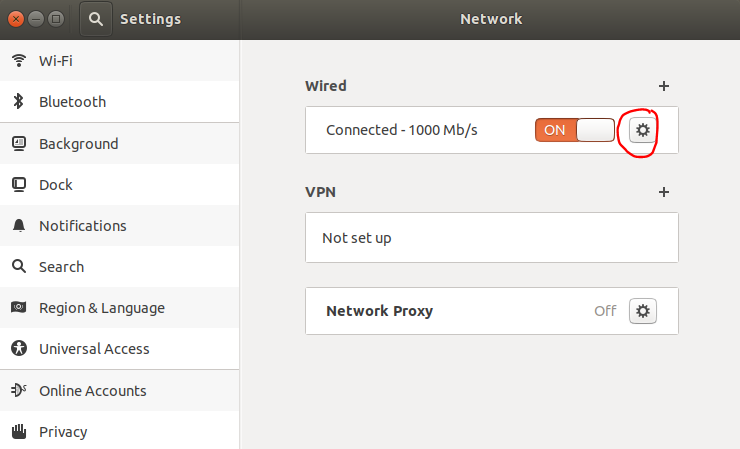 Settings
Network
Wi-Fi
Bluetooth
Background
Dock
Notifications
Search
Region & Language
Universal Access
Online Accounts
Privacy
Wired
Connected - 1000 Mb/s
ON
VPN
Not set up
Network Proxy
Off